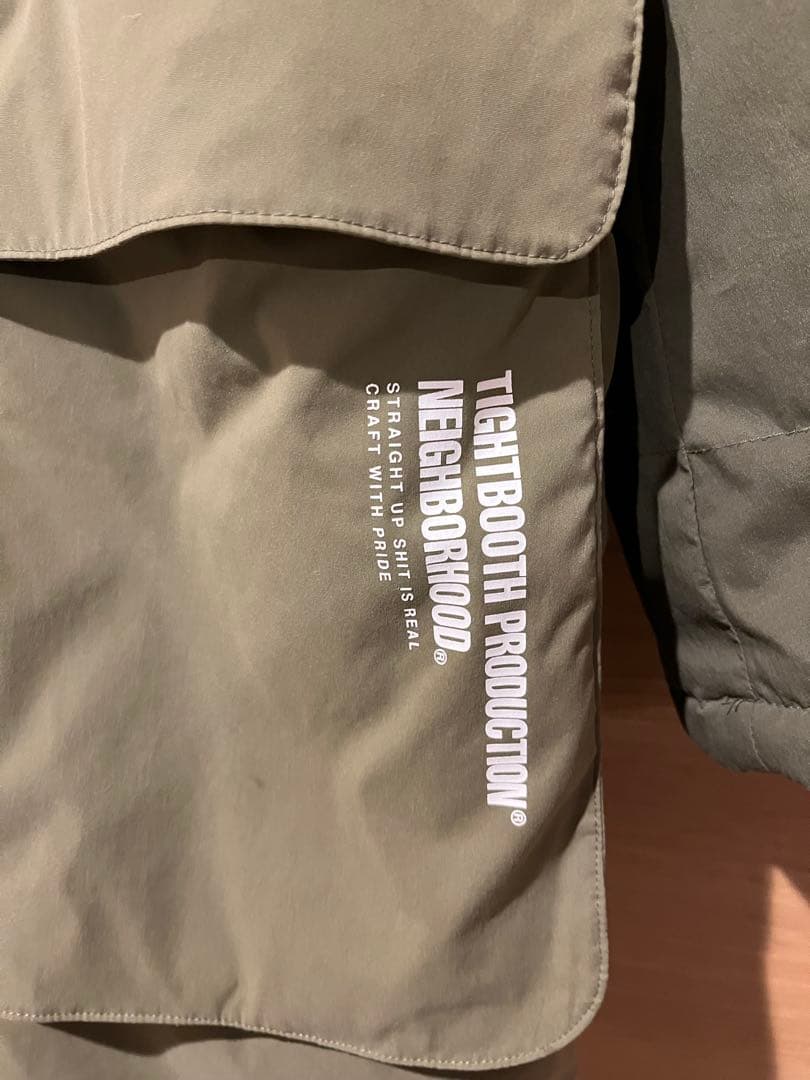 TIGHTBOOTH PRODUCTION®
NEIGHBORHOOD®
STRAIGHT UP SHIT IS REAL
CRAFT WITH PRIDE